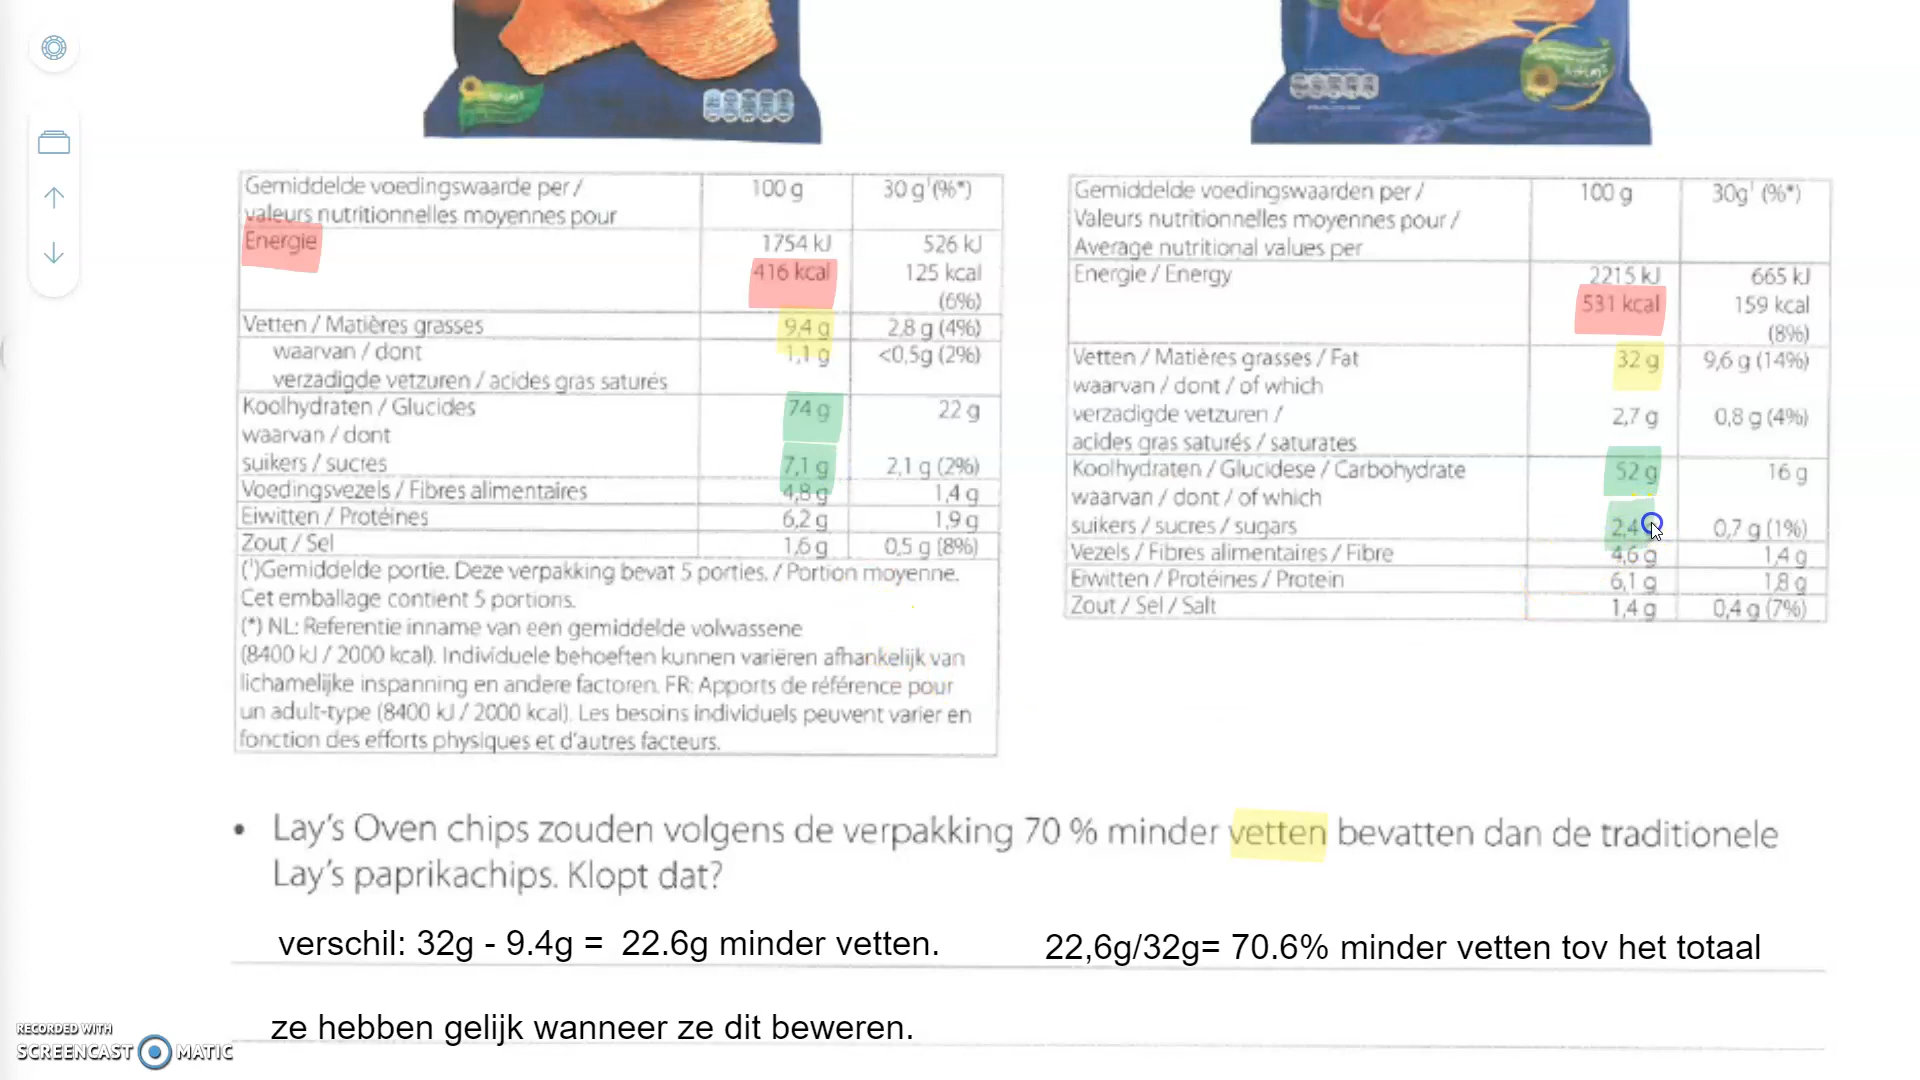 Gemiddelde voedingswaarde per / 100 g 30 g¹(%*)
valeurs nutritionnelles moyennes pour
Energie 1754 kJ 526 kJ
416 kcal 125 kcal
(6%)
Vetten / Matières grasses 9,4 g 2,8 g (4%)
waarvan / dont 1,1 g <0,5g (2%)
verzadigde vetzuren / acides gras saturés
Koolhydraten / Glucides 74 g 22 g
waarvan / dont
suikers / sucres 7,1 g 2,1 g (2%)
Voedingsvezels / Fibres alimentaires 4,8 g 1,4 g
Eiwitten / Protéines 6,2 g 1,9 g
Zout / Sel 1,6 g 0,5 g (8%)
(¹)Gemiddelde portie. Deze verpakking bevat 5 porties. / Portion moyenne.
Cet emballage contient 5 portions.
(*) NL: Referentie inname van een gemiddelde volwassene
(8400 kJ / 2000 kcal). Individuele behoeften kunnen variëren afhankelijk van
lichamelijke inspanning en andere factoren. FR: Apports de référence pour
un adult-type (8400 kJ / 2000 kcal). Les besoins individuels peuvent varier en
fonction des efforts physiques et d'autres facteurs.
Gemiddelde voedingswaarden per / 100 g 30g¹ (%*)
Valeurs nutritionnelles moyennes pour /
Average nutritional values per
Energie / Energy 2215 kJ 665 kJ
531 kcal 159 kcal
(8%)
Vetten / Matières grasses / Fat 32 g 9,6 g (14%)
waarvan / dont / of which
verzadigde vetzuren / 2,7 g 0,8 g (4%)
acides gras saturés / saturates
Koolhydraten / Glucidese / Carbohydrate 52 g 16 g
waarvan / dont / of which
suikers / sucres / sugars 2,4 0,7 g (1%)
Vezels / Fibres alimentaires / Fibre 4,6 g 1,4 g
Eiwitten / Protéines / Protein 6,1 g 1,8 g
Zout / Sel / Salt 1,4 g 0,4 g (7%)
• Lay's Oven chips zouden volgens de verpakking 70 % minder vetten bevatten dan de traditionele
Lay's paprikachips. Klopt dat?
verschil: 32g - 9.4g = 22.6g minder vetten. 22,6g/32g= 70.6% minder vetten tov het totaal
ze hebben gelijk wanneer ze dit beweren.
RECORDED WITH
SCREENCAST MATIC